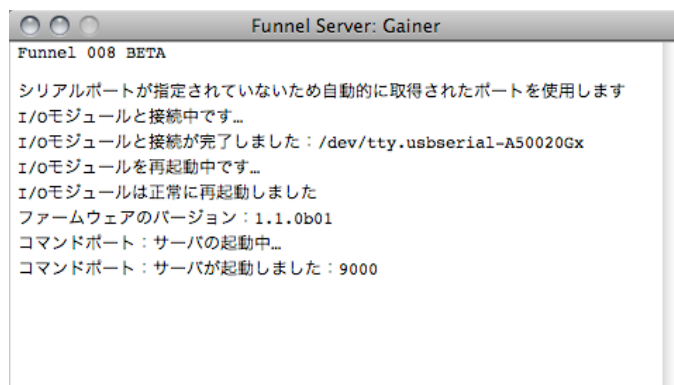 Funnel Server: Gainer
Funnel 008 BETA
シリアルポートが指定されていないため自動的に取得されたポートを使用します
I/Oモジュールと接続中です…
I/Oモジュールと接続が完了しました：/dev/tty.usbserial-A50020Gx
I/Oモジュールを再起動中です…
I/Oモジュールは正常に再起動しました
ファームウェアのバージョン：1.1.0b01
コマンドポート：サーバの起動中…
コマンドポート：サーバが起動しました：9000